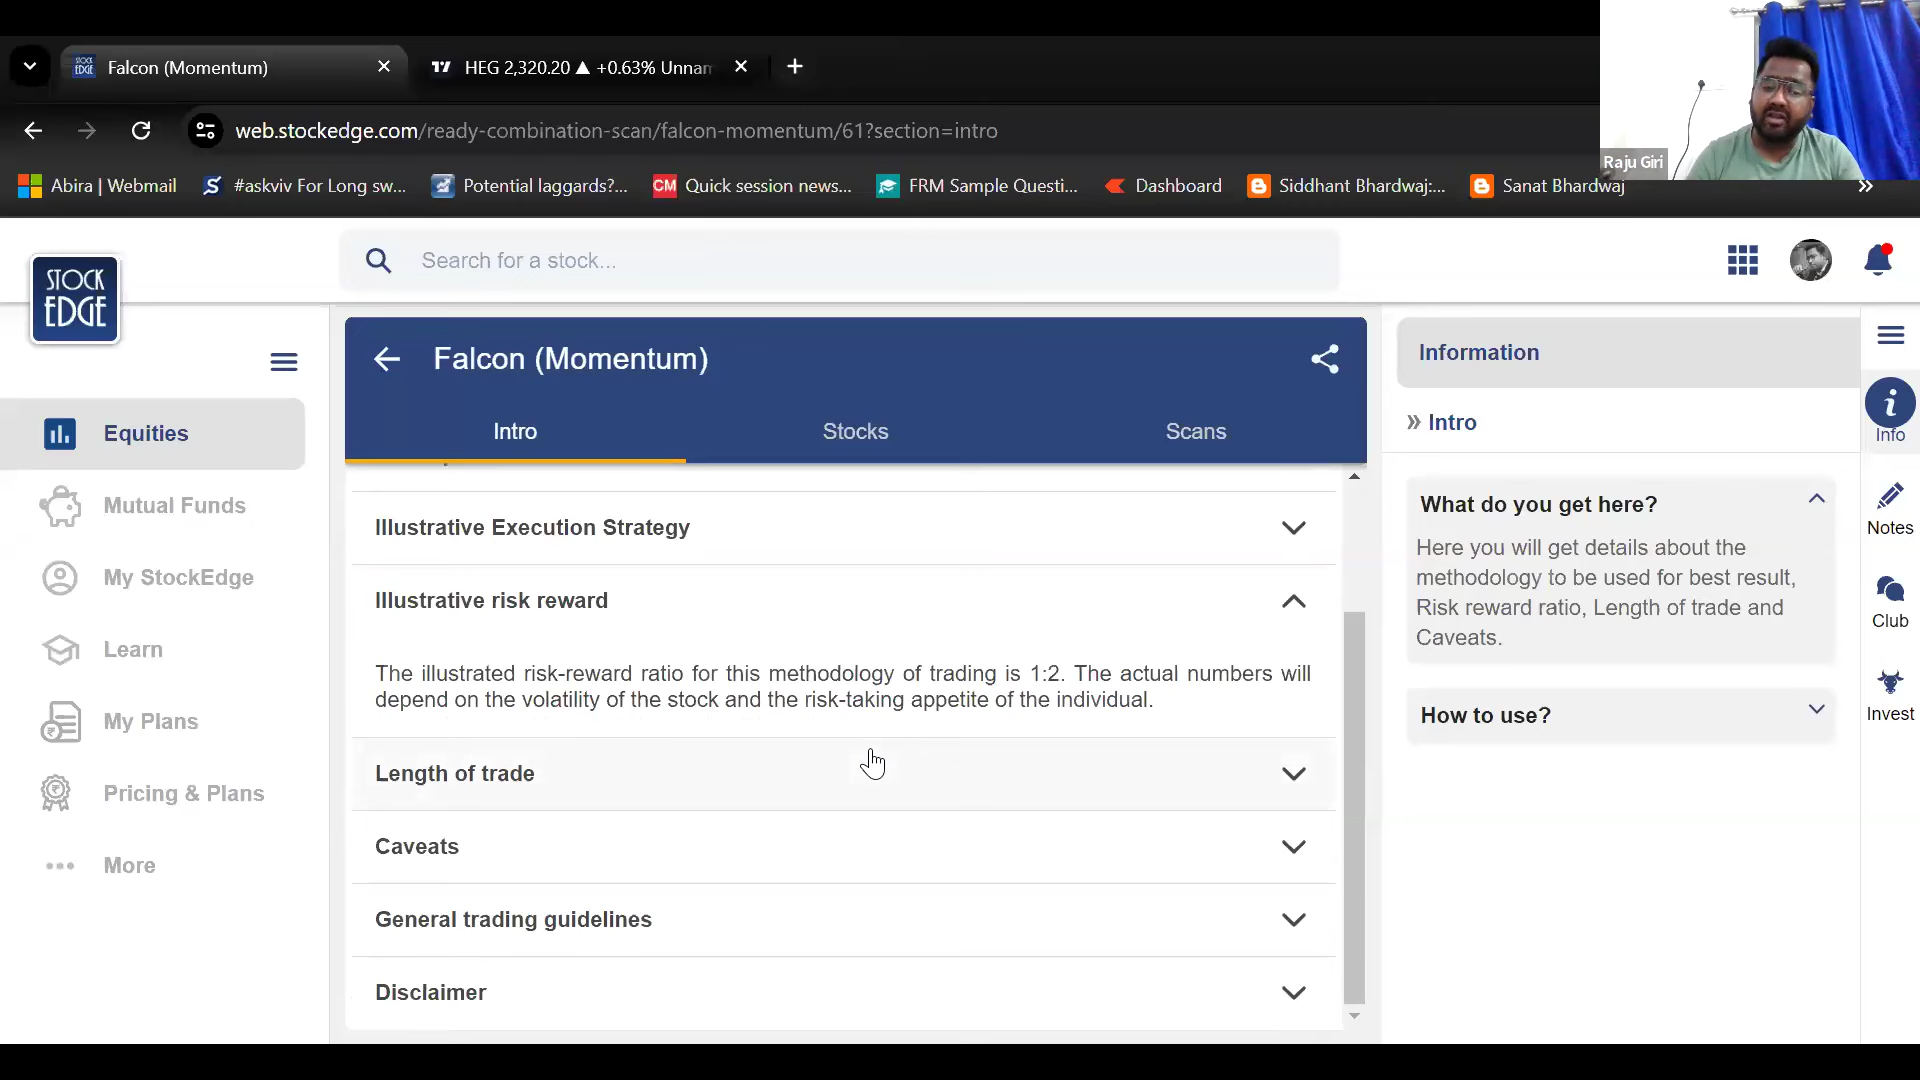 Falcon (Momentum)
HEG 2,320.20 ▲ +0.63% Unnam
web.stockedge.com/ready-combination-scan/falcon-momentum/61?section=intro
Raju Giri
Abira | Webmail
#askviv For Long sw...
Potential laggards?...
CM
Quick session news...
FRM Sample Questi...
Dashboard
Siddhant Bhardwaj:...
Sanat Bhardwaj
STOCK
EDGE
Search for a stock...
Equities
Mutual Funds
My StockEdge
Learn
My Plans
Pricing & Plans
More
Falcon (Momentum)
Intro
Stocks
Scans
Illustrative Execution Strategy
Illustrative risk reward
The illustrated risk-reward ratio for this methodology of trading is 1:2. The actual numbers will
depend on the volatility of the stock and the risk-taking appetite of the individual.
Length of trade
Caveats
General trading guidelines
Disclaimer
Information
» Intro
What do you get here?
Here you will get details about the
methodology to be used for best result,
Risk reward ratio, Length of trade and
Caveats.
How to use?
Info
Notes
Club
Invest